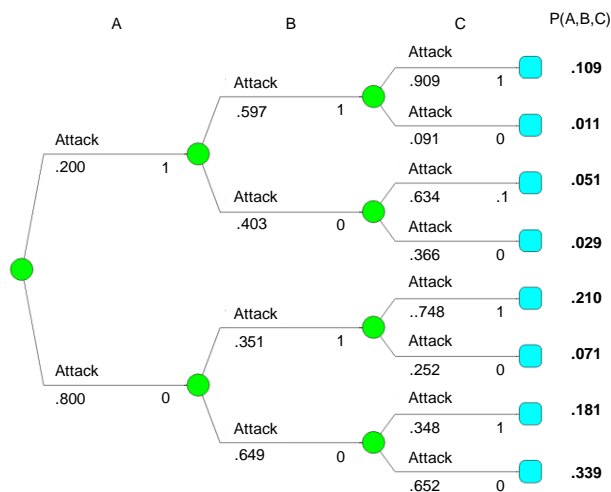 A B C P(A,B,C)
Attack
.909 1 .109
Attack
.597 1
Attack
.091 0 .011
Attack
.200 1
Attack
.634 .1 .051
Attack
.403 0
Attack
.366 0 .029
Attack
..748 1 .210
Attack
.351 1
Attack
.252 0 .071
Attack
.800 0
Attack
.348 1 .181
Attack
.649 0
Attack
.652 0 .339